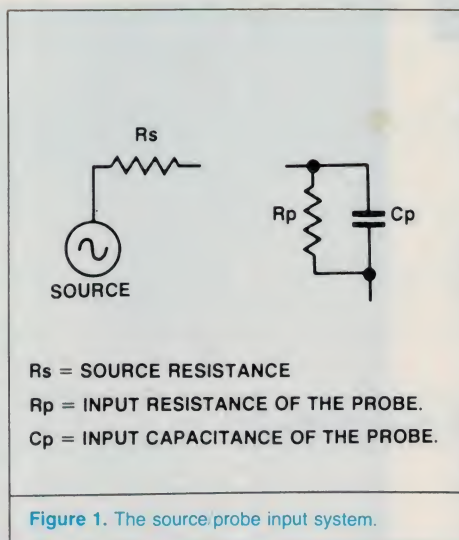 Rs
Rp
Cp
SOURCE
Rs = SOURCE RESISTANCE
Rp = INPUT RESISTANCE OF THE PROBE.
Cp = INPUT CAPACITANCE OF THE PROBE.
Figure 1. The source/probe input system.